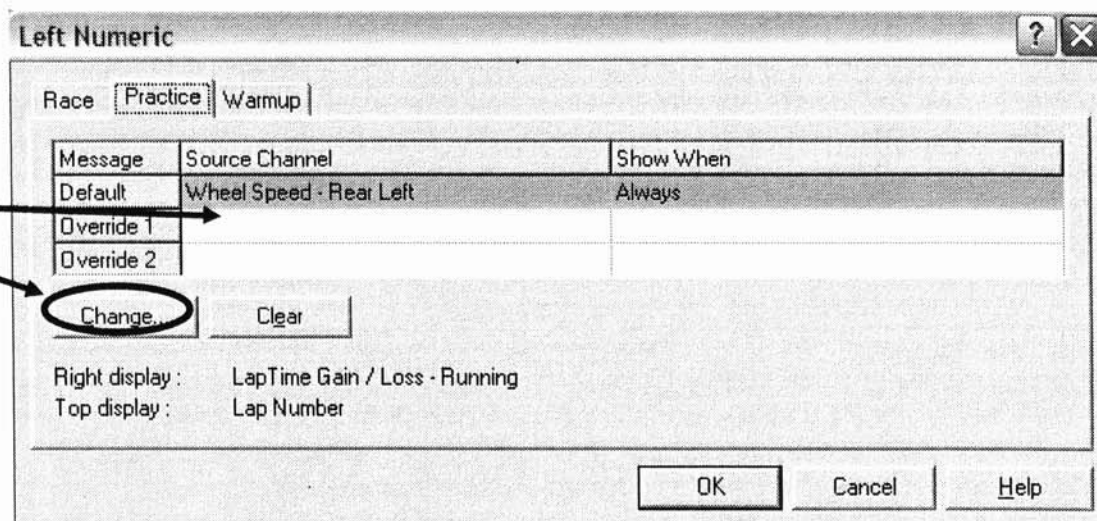 Left Numeric
Race Practice Warmup
Message Source Channel Show When
Default Wheel Speed - Rear Left Always
Override 1
Override 2
Change... Clear
Right display : LapTime Gain / Loss - Running
Top display : Lap Number
OK Cancel Help